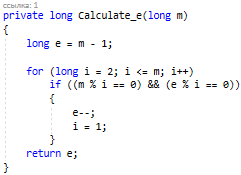 ссылка: 1
private long Calculate_e(long m)
{
    long e = m - 1;

    for (long i = 2; i <= m; i++)
        if ((m % i == 0) && (e % i == 0))
        {
            e--;
            i = 1;
        }
    return e;
}